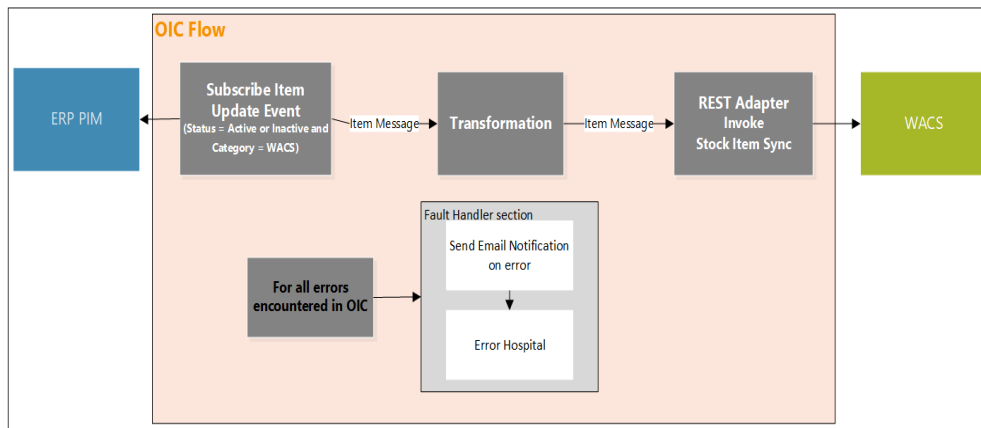 OIC Flow
ERP PIM
Subscribe Item
Update Event
(Status = Active or Inactive and
Category = WACS)
Item Message
Transformation
Item Message
REST Adapter
Invoke
Stock Item Sync
WACS
Fault Handler section
Send Email Notification
on error
For all errors
encountered in OIC
Error Hospital